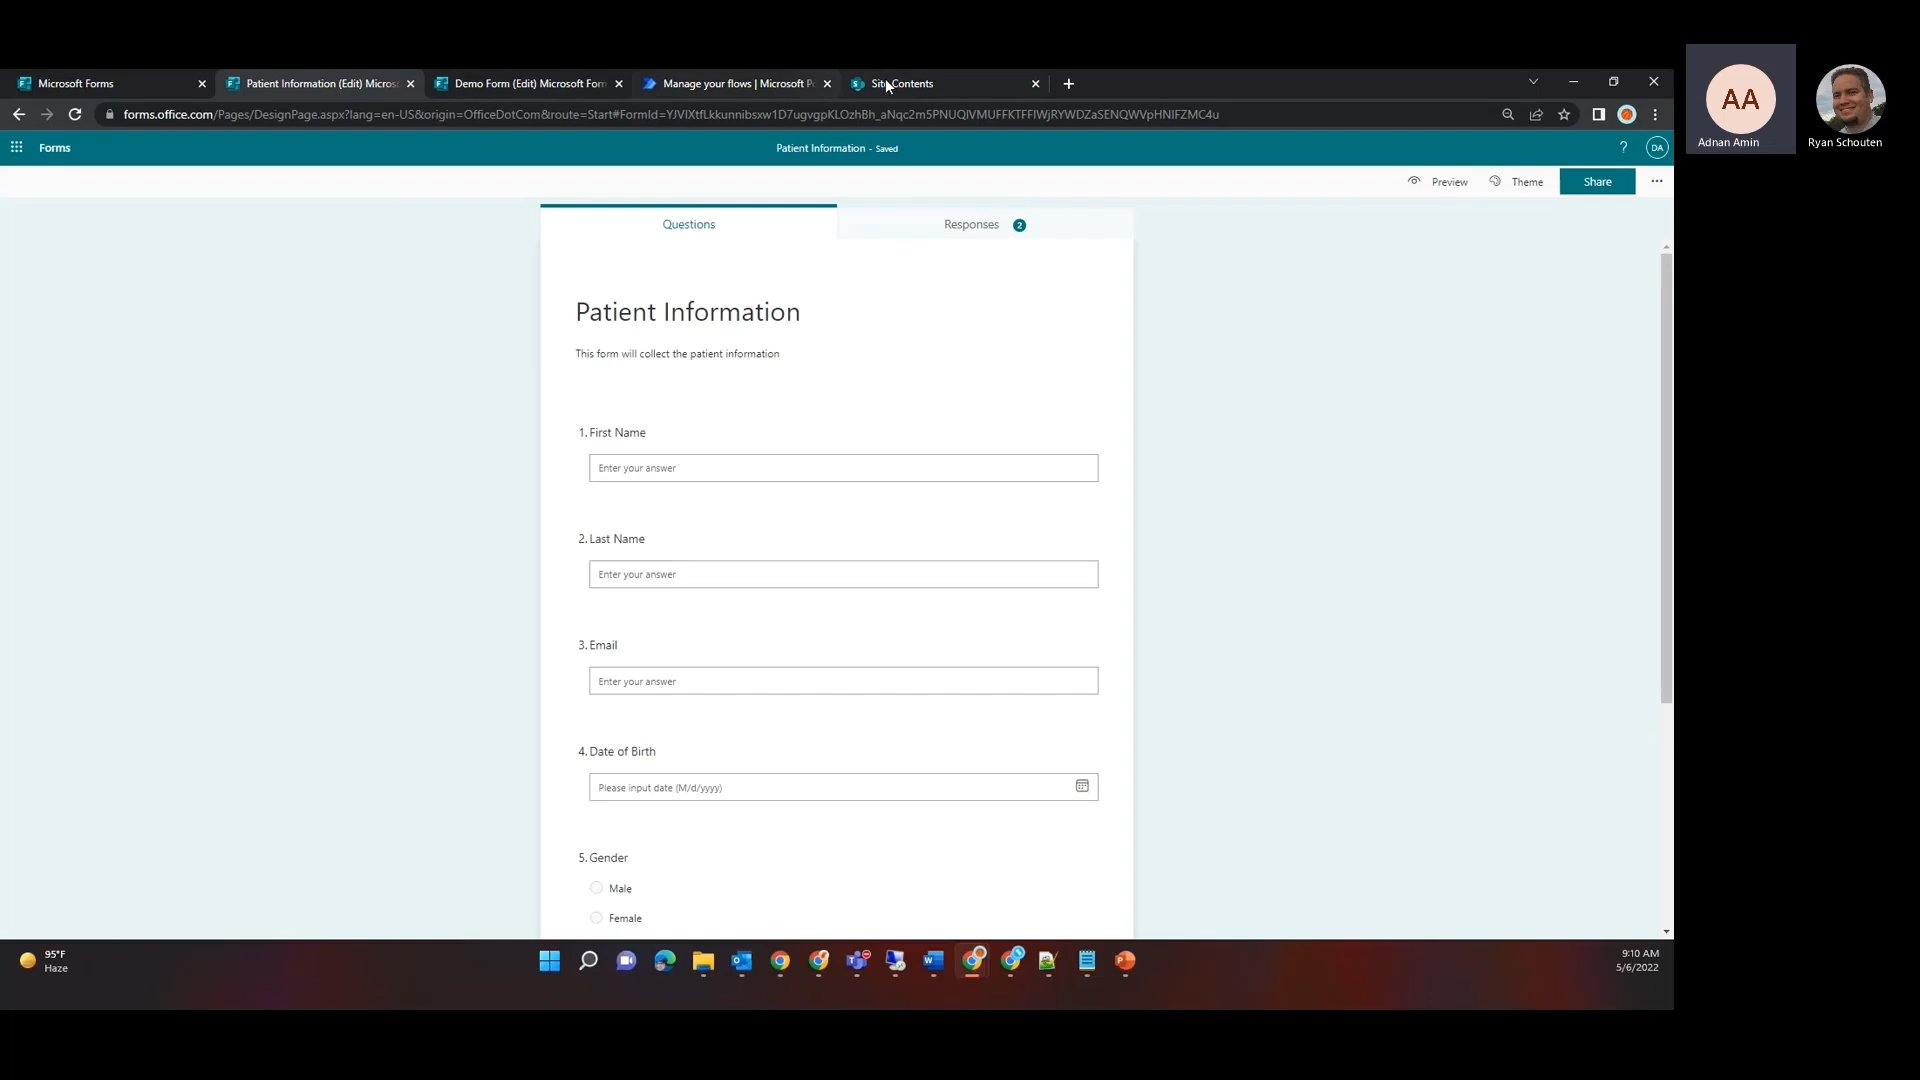 Microsoft Forms
Patient Information (Edit) Micros
Demo Form (Edit) Microsoft Form
Manage your flows | Microsoft Po
Site Contents
forms.office.com/Pages/DesignPage.aspx?lang=en-US&origin=OfficeDotCom&route=Start#FormId=
Forms
Patient Information - Saved
?
DA
Preview
Theme
Share
Questions
Responses 2
Patient Information
This form will collect the patient information
1. First Name
Enter your answer
2. Last Name
Enter your answer
3. Email
Enter your answer
4. Date of Birth
Please input date (M/d/yyyy)
5. Gender
Male
Female
95°F
Haze
9:10 AM
5/6/2022
AA
Adnan Amin
Ryan Schouten